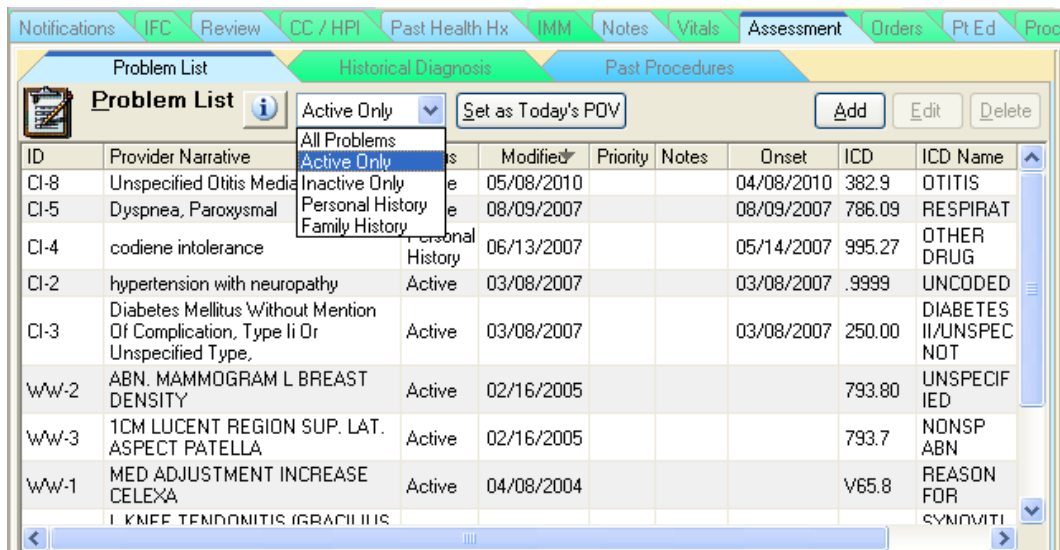 Notifications IFC Review CC / HPI Past Health Hx IMM Notes Vitals Assessment Orders Pt Ed Proc
Problem List Historical Diagnosis Past Procedures
Problem List i Active Only Set as Today's POV Add Edit Delete
All Problems
Active Only
Inactive Only
Personal History
Family History
ID Provider Narrative s Modified Priority Notes Onset ICD ICD Name
CI-8 Unspecified Otitis Media e 05/08/2010 04/08/2010 382.9 OTITIS
CI-5 Dyspnea, Paroxysmal e 08/09/2007 08/09/2007 786.09 RESPIRAT
CI-4 codiene intolerance Personal 06/13/2007 05/14/2007 995.27 OTHER
History DRUG
CI-2 hypertension with neuropathy Active 03/08/2007 03/08/2007 .9999 UNCODED
Diabetes Mellitus Without Mention DIABETES
CI-3 Of Complication, Type Ii Or Active 03/08/2007 03/08/2007 250.00 II/UNSPEC
Unspecified Type, NOT
WW-2 ABN. MAMMOGRAM L BREAST Active 02/16/2005 793.80 UNSPECIF
DENSITY IED
WW-3 1CM LUCENT REGION SUP. LAT. Active 02/16/2005 793.7 NONSP
ASPECT PATELLA ABN
WW-1 MED ADJUSTMENT INCREASE Active 04/08/2004 V65.8 REASON
CELEXA FOR
L KNEE TENDONITIS (GRACILIUS SYNOVITI